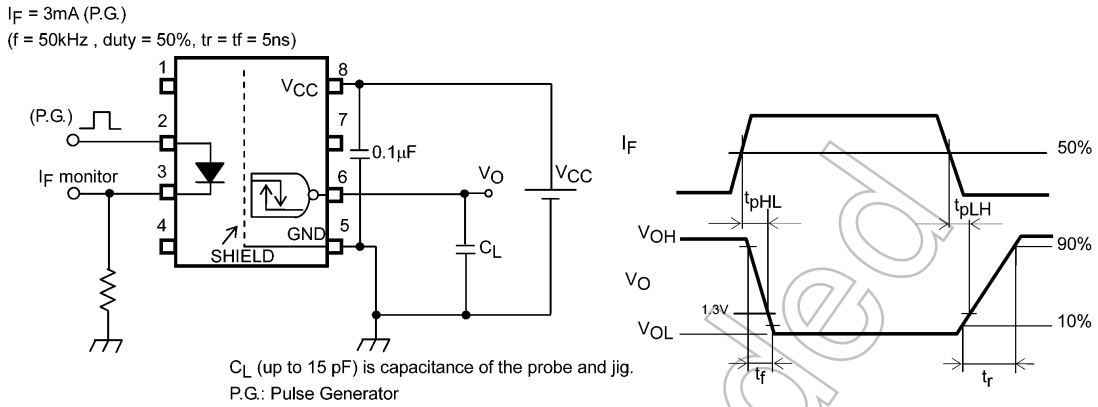 IF = 3mA (P.G.)
(f = 50kHz , duty = 50%, tr = tf = 5ns)
1
8
VCC
(P.G.)
2
7
0.1μF
IF monitor
3
6
VO
VCC
4
GND
5
SHIELD
CL
CL (up to 15 pF) is capacitance of the probe and jig.
P.G.: Pulse Generator
IF
50%
tpHL
tpLH
VOH
90%
VO
1.3V
VOL
10%
tf
tr
ded